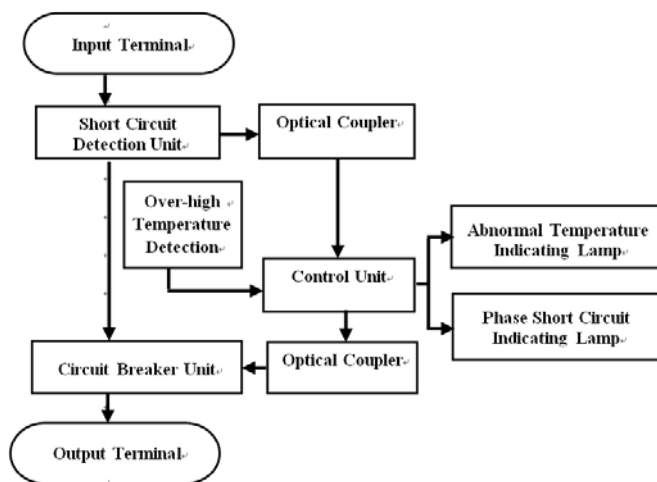 Input Terminal
Short Circuit
Detection Unit
Optical Coupler
Over-high
Temperature
Detection
Abnormal Temperature
Indicating Lamp
Control Unit
Phase Short Circuit
Indicating Lamp
Circuit Breaker Unit
Optical Coupler
Output Terminal